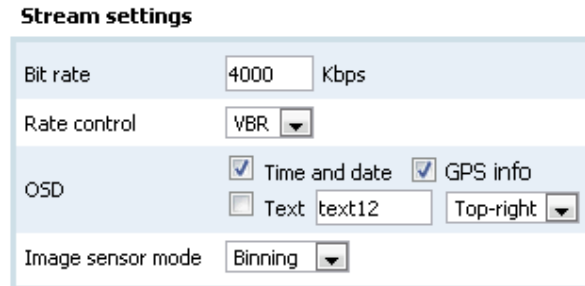 Stream settings
Bit rate 4000 Kbps
Rate control VBR
OSD Time and date GPS info
Text text12 Top-right
Image sensor mode Binning